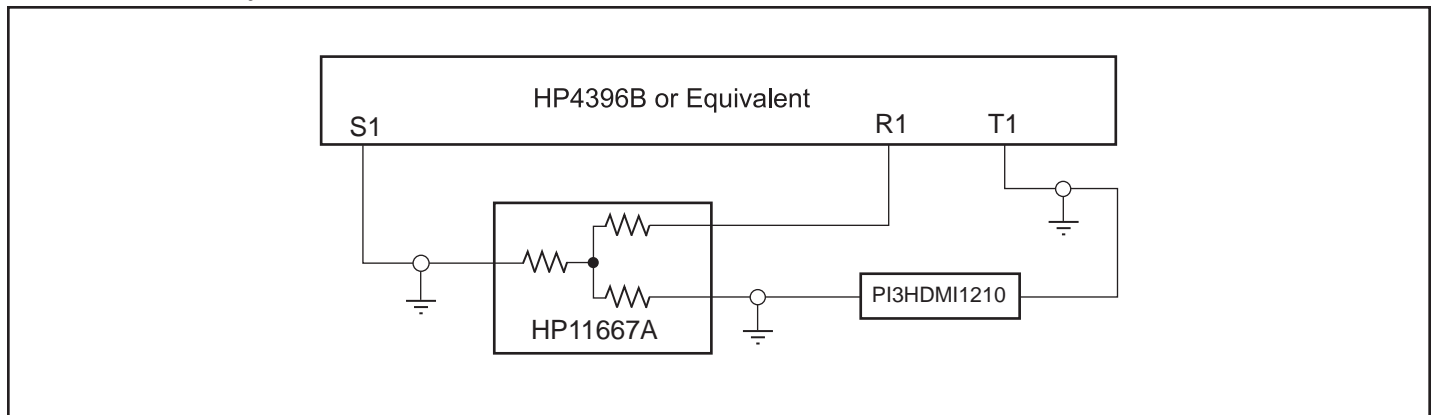 HP4396B or Equivalent
S1
R1
T1
PI3HDMI1210
HP11667A